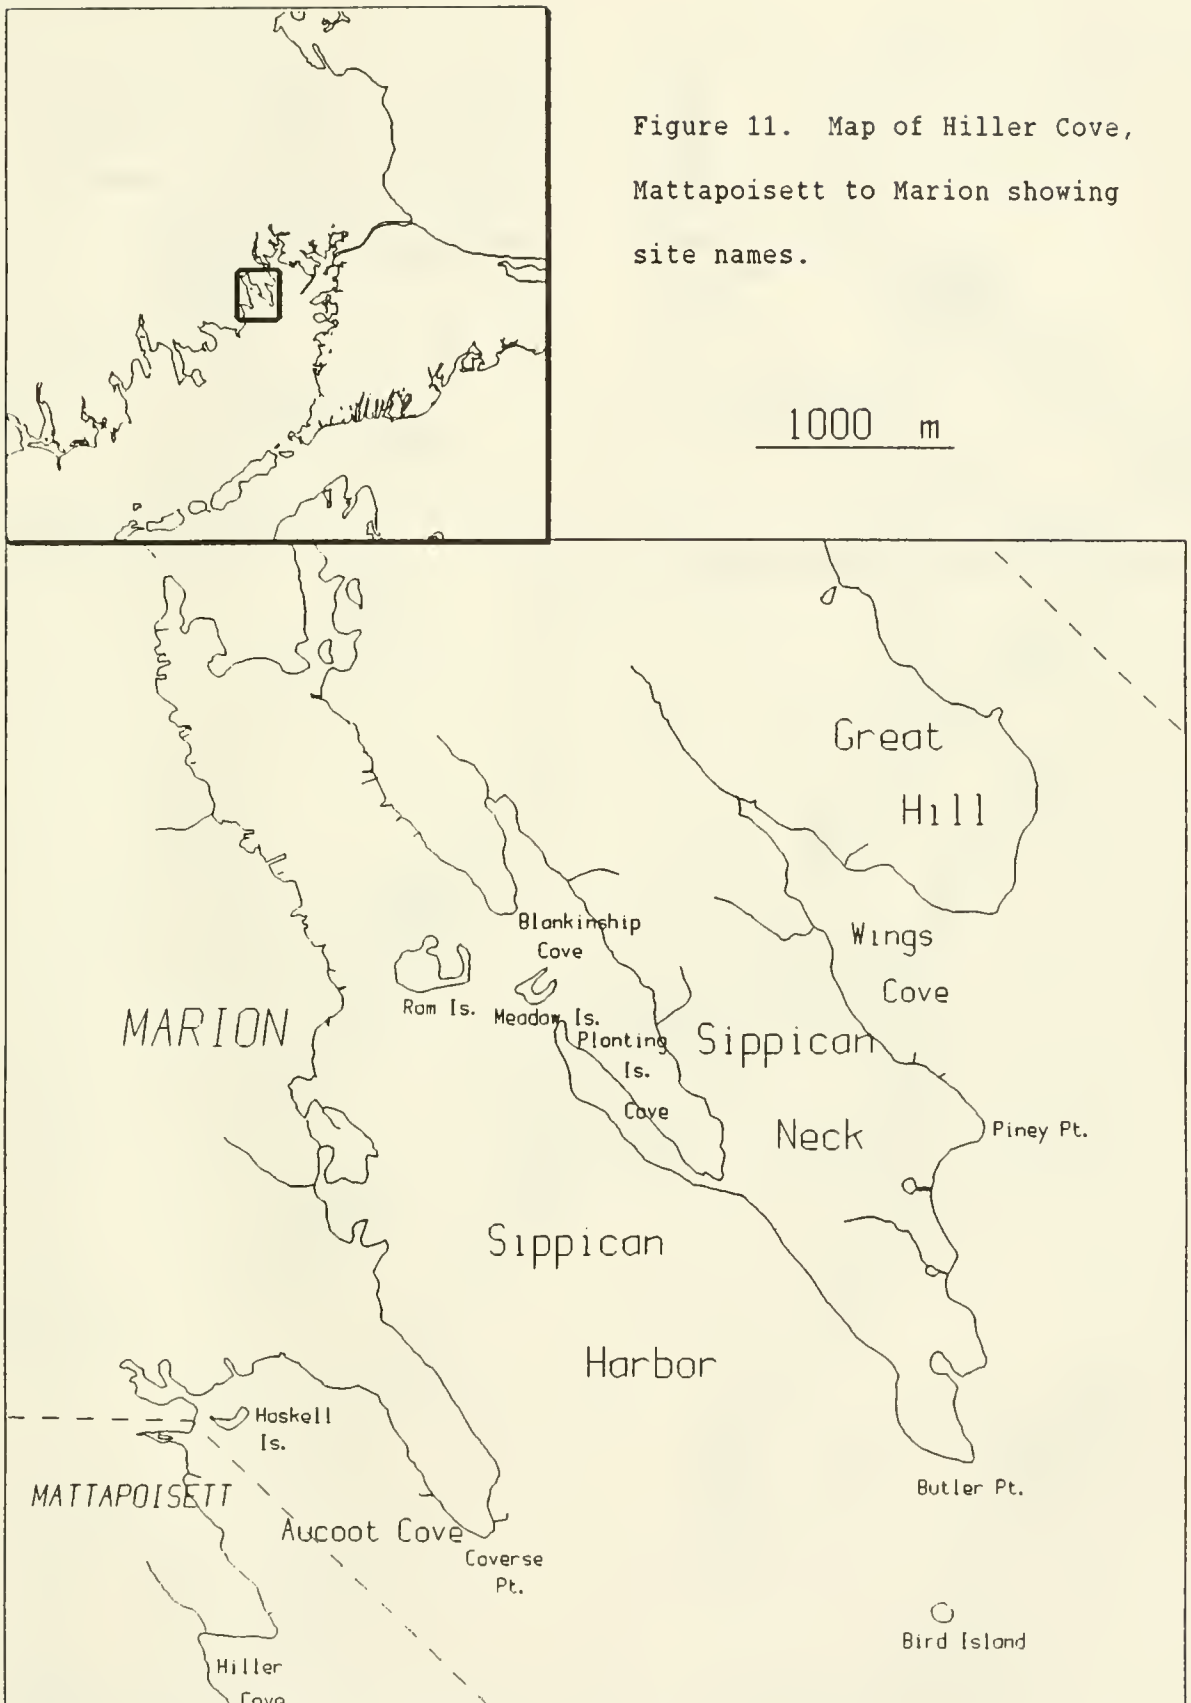 Figure 11. Map of Hiller Cove,
Mattapoisett to Marion showing
site names.
1000 m
Great
Hill
Blankinship
Cove
Wings
Cove
Ram Is.
Meadow Is.
MARION
Planting
Is.
Cove
Sippican
Neck
Piney Pt.
Sippican
Harbor
Haskell
Is.
MATTAPOISETT
Butler Pt.
Aucoot Cove
Coverse
Pt.
Bird Island
Hiller
Cove